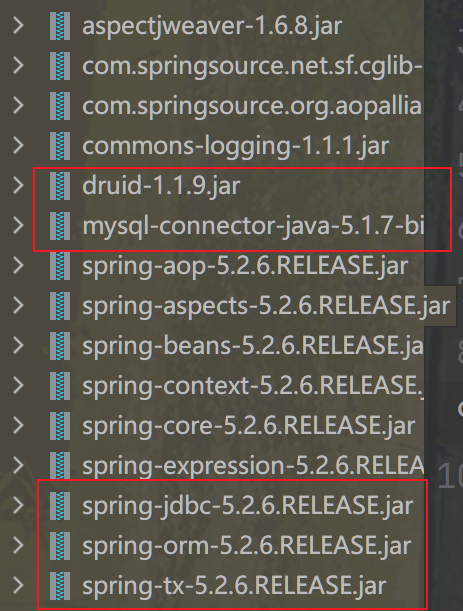 aspectjweaver-1.6.8.jar
com.springsource.net.sf.cglib-
com.springsource.org.aopallia
commons-logging-1.1.1.jar
druid-1.1.9.jar
mysql-connector-java-5.1.7-bi
spring-aop-5.2.6.RELEASE.jar
spring-aspects-5.2.6.RELEASE.jar
spring-beans-5.2.6.RELEASE.ja
spring-context-5.2.6.RELEASE.
spring-core-5.2.6.RELEASE.jar
spring-expression-5.2.6.RELEA
10
spring-jdbc-5.2.6.RELEASE.jar
spring-orm-5.2.6.RELEASE.jar
spring-tx-5.2.6.RELEASE.jar